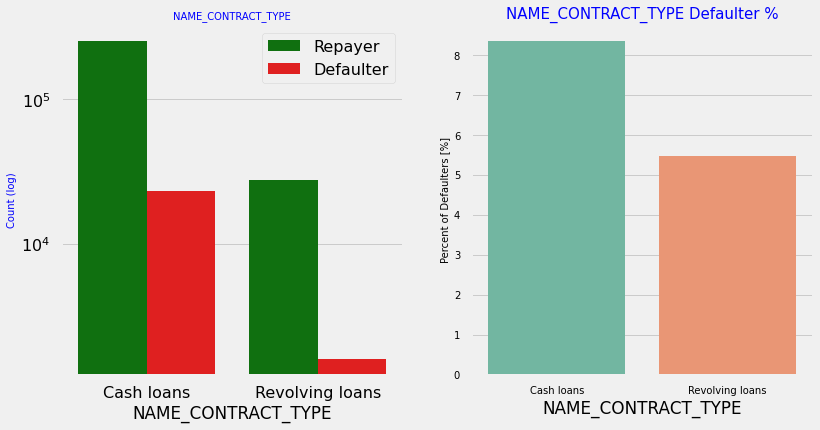 NAME_CONTRACT_TYPE
Repayer
Defaulter
10^5
10^4
Count (log)
Cash loans
Revolving loans
NAME_CONTRACT_TYPE
NAME_CONTRACT_TYPE Defaulter %
8
7
6
5
4
3
2
1
0
Percent of Defaulters [%]
Cash loans
Revolving loans
NAME_CONTRACT_TYPE